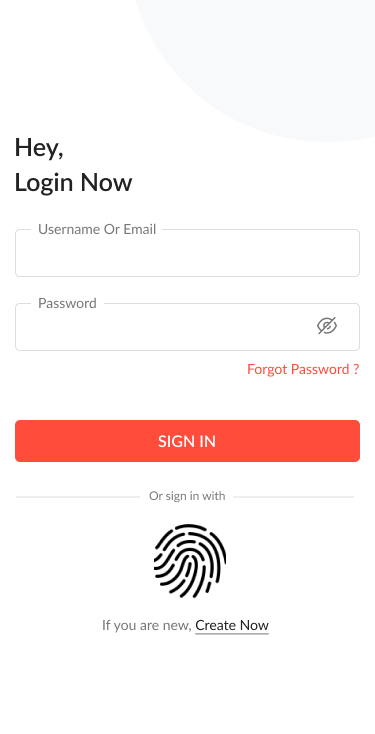 Hey,
Login Now
Username Or Email
Password
Forgot Password ?
SIGN IN
Or sign in with
If you are new, Create Now